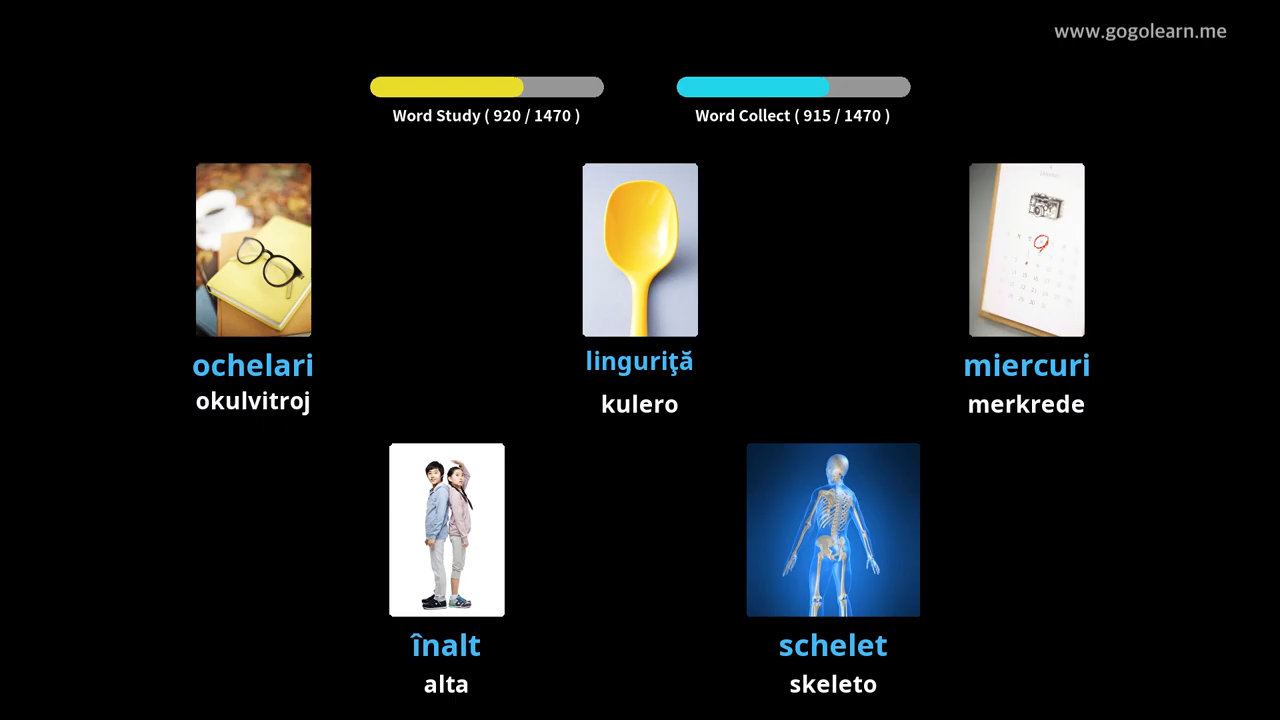 www.gogolearn.me
Word Study ( 920 / 1470 )
Word Collect ( 915 / 1470 )
ochelari
okulvitroj
linguriţă
kulero
miercuri
merkrede
înalt
alta
schelet
skeleto